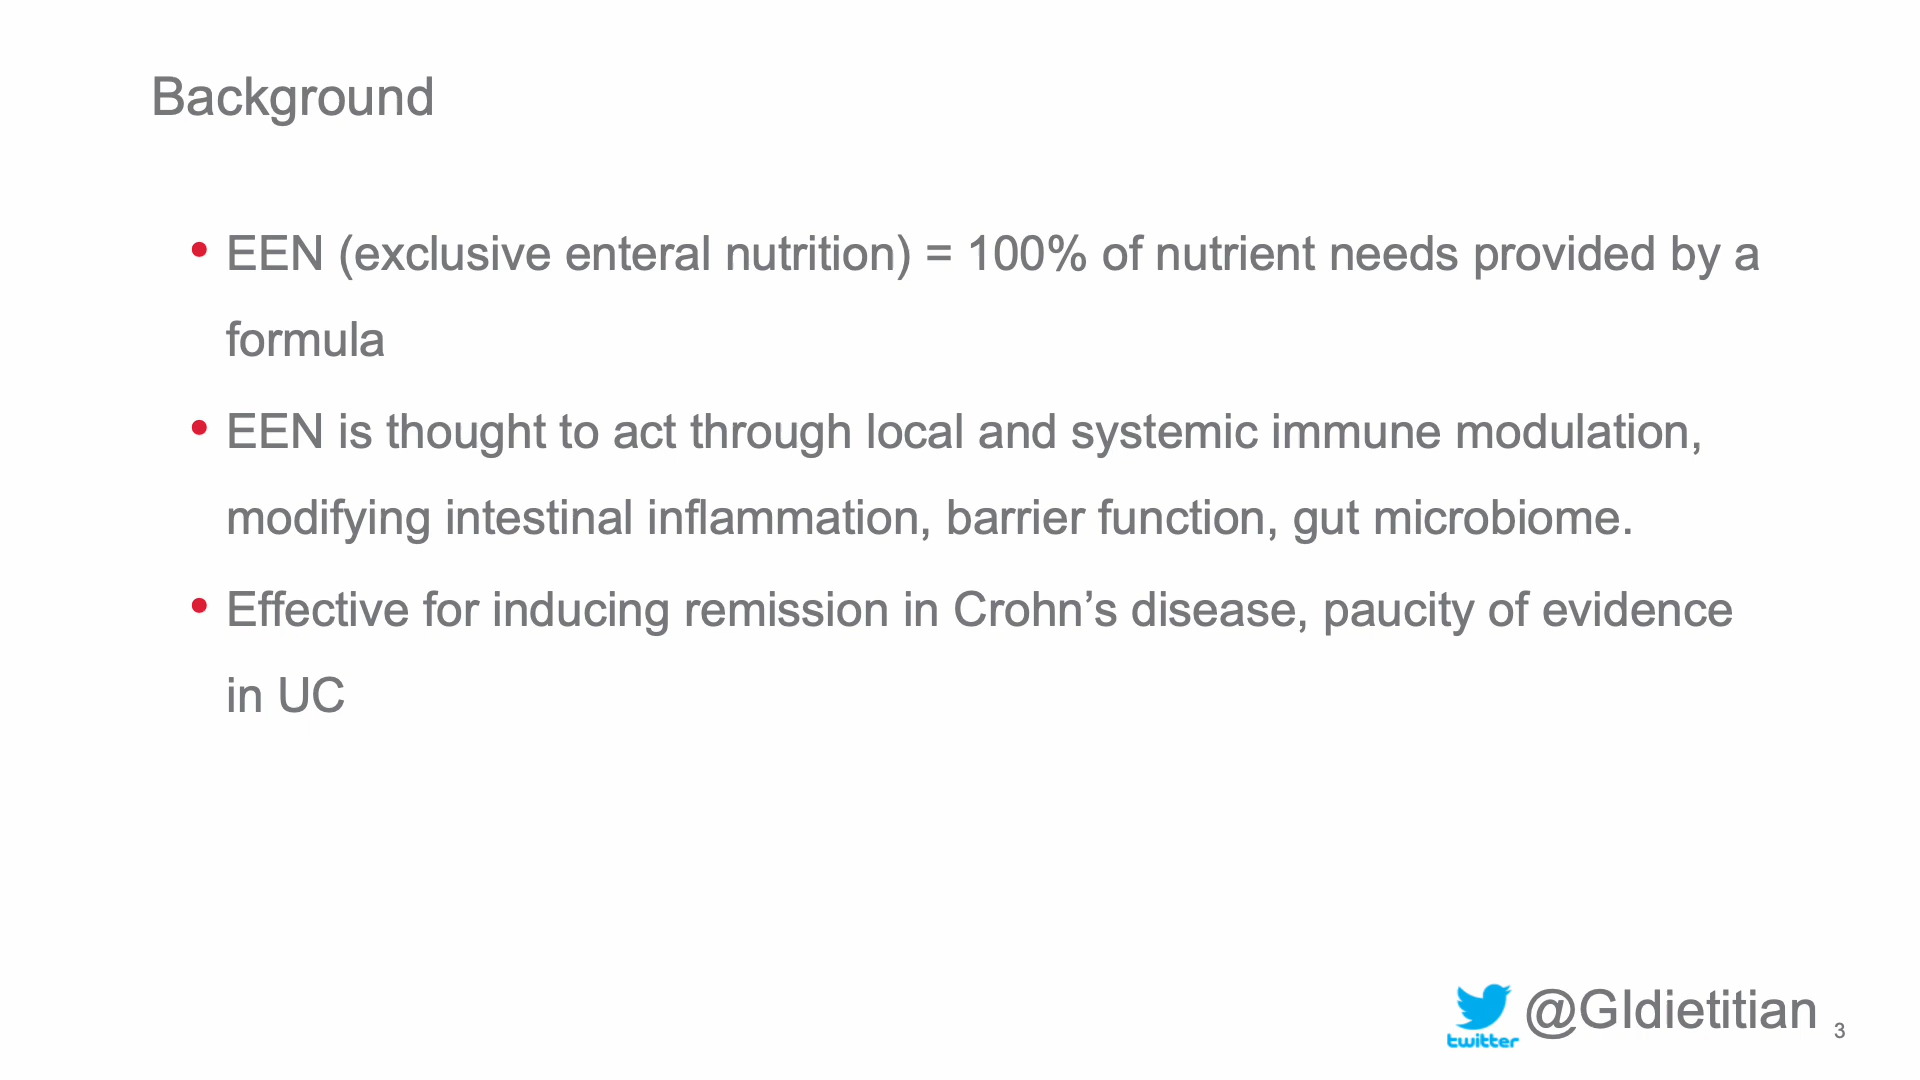 Background
• EEN (exclusive enteral nutrition) = 100% of nutrient needs provided by a
formula
• EEN is thought to act through local and systemic immune modulation,
modifying intestinal inflammation, barrier function, gut microbiome.
• Effective for inducing remission in Crohn’s disease, paucity of evidence
in UC
twitter @GIdietitian 3